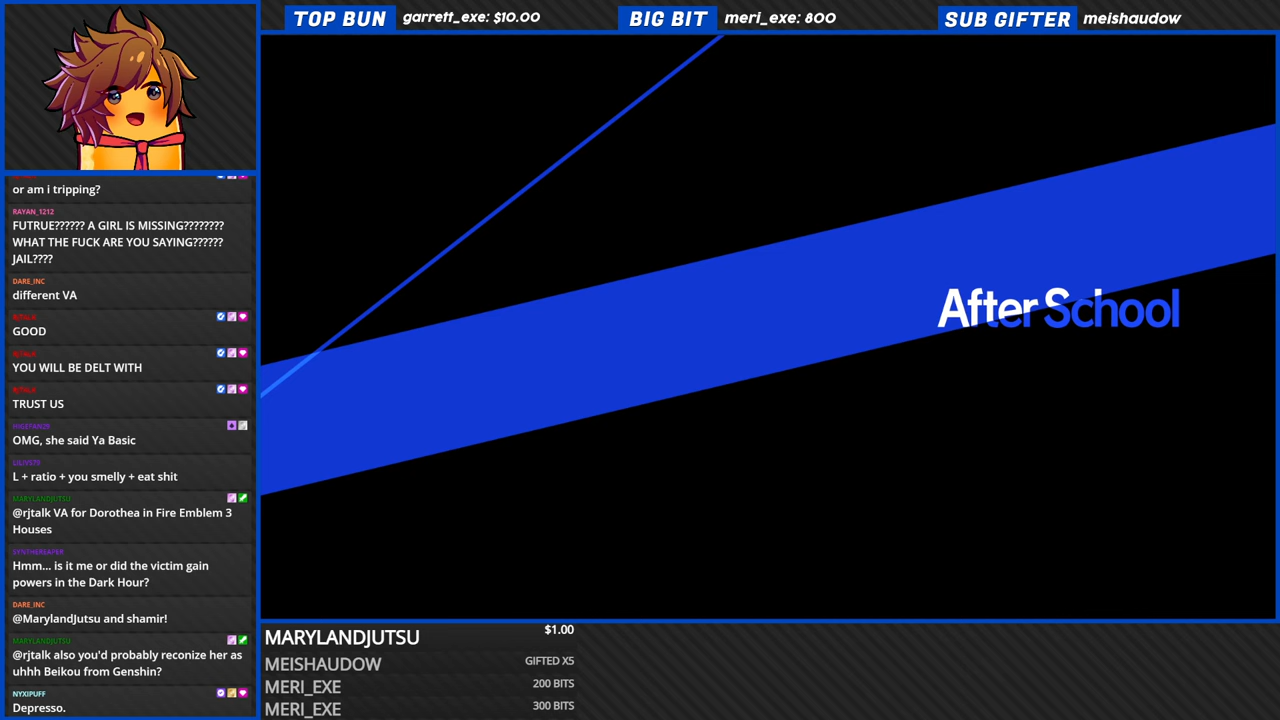 TOP BUN garrett_exe: $10.00 BIG BIT meri_exe: 800 SUB GIFTER meishaudow
or am i tripping?
RAYAN_1212
FUTRUE?????? A GIRL IS MISSING????????
WHAT THE FUCK ARE YOU SAYING??????
JAIL????
DARE_INC
different VA
RJTALK
GOOD
RJTALK
YOU WILL BE DELT WITH
RJTALK
TRUST US
HIGEFAN29
OMG, she said Ya Basic
L + ratio + you smelly + eat shit
MARYLANDJUTSU
@rjtalk VA for Dorothea in Fire Emblem 3
Houses
SYNTHEREAPER
Hmm... is it me or did the victim gain
powers in the Dark Hour?
DARE_INC
@MarylandJutsu and shamir!
MARYLANDJUTSU
@rjtalk also you'd probably reconize her as
uhhh Beikou from Genshin?
NYXIPUFF
Depresso.
After School
MARYLANDJUTSU $1.00
MEISHAUDOW GIFTED X5
MERI_EXE 200 BITS
MERI_EXE 300 BITS